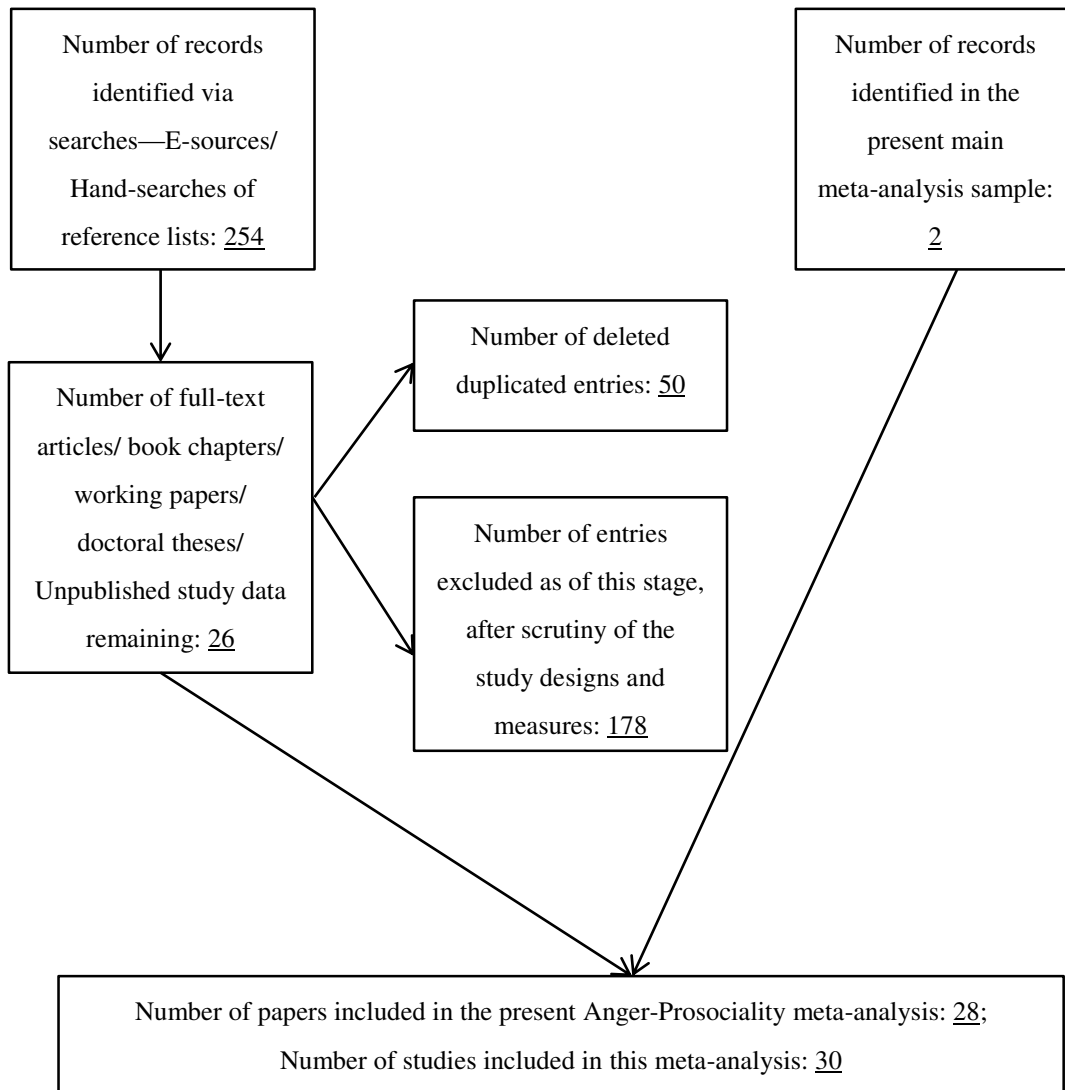 Number of records
identified via
searches—E-sources/
Hand-searches of
reference lists: 254
Number of records
identified in the
present main
meta-analysis sample:
2
Number of deleted
duplicated entries: 50
Number of full-text
articles/ book chapters/
working papers/
doctoral theses/
Unpublished study data
remaining: 26
Number of entries
excluded as of this stage,
after scrutiny of the
study designs and
measures: 178
Number of papers included in the present Anger-Prosociality meta-analysis: 28;
Number of studies included in this meta-analysis: 30